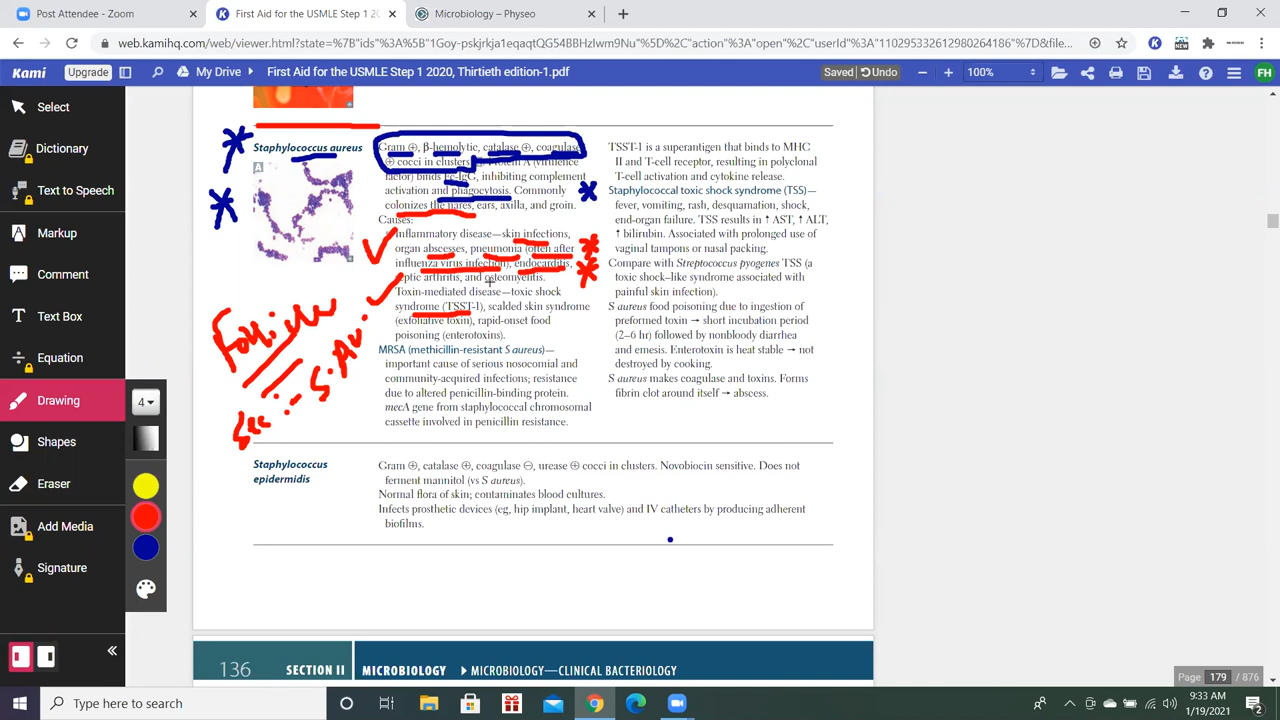 Post Attendee - Zoom
First Aid for the USMLE Step 1 20
Microbiology – Physeo
web.kamihq.com/web/viewer.html?state=%7B"ids"%3A%5B"1Goy-pskjrkja1eqaqtQG54BBHzIwm9Nu"%5D%2C"action"%3A"open"%2C"userId"%3A"110295332612980264186"%7D&file...
Kami
Upgrade
My Drive
First Aid for the USMLE Step 1 2020, Thirtieth edition-1.pdf
Saved
Undo
100%
FH
Select
Dictionary
Text to Speech
Markup
Comment
Text Box
Equation
Drawing
Shapes
Eraser
Add Media
Signature
4
Staphylococcus aureus
A
Gram ⊕, β-hemolytic, catalase ⊕, coagulase
⊕ cocci in clusters A. Protein A (virulence
factor) binds Fc-IgG, inhibiting complement
activation and phagocytosis. Commonly
colonizes the nares, ears, axilla, and groin.
Causes:
Inflammatory disease—skin infections,
organ abscesses, pneumonia (often after
influenza virus infection), endocarditis,
septic arthritis, and osteomyelitis.
Toxin-mediated disease—toxic shock
syndrome (TSST-1), scalded skin syndrome
(exfoliative toxin), rapid-onset food
poisoning (enterotoxins).
MRSA (methicillin-resistant S aureus)—
important cause of serious nosocomial and
community-acquired infections; resistance
due to altered penicillin-binding protein.
mecA gene from staphylococcal chromosomal
cassette involved in penicillin resistance.
TSST-1 is a superantigen that binds to MHC
II and T-cell receptor, resulting in polyclonal
T-cell activation and cytokine release.
Staphylococcal toxic shock syndrome (TSS)—
fever, vomiting, rash, desquamation, shock,
end-organ failure. TSS results in ↑ AST, ↑ ALT,
↑ bilirubin. Associated with prolonged use of
vaginal tampons or nasal packing.
Compare with Streptococcus pyogenes TSS (a
toxic shock–like syndrome associated with
painful skin infection).
S aureus food poisoning due to ingestion of
preformed toxin → short incubation period
(2–6 hr) followed by nonbloody diarrhea
and emesis. Enterotoxin is heat stable → not
destroyed by cooking.
S aureus makes coagulase and toxins. Forms
fibrin clot around itself → abscess.
Staphylococcus
epidermidis
Gram ⊕, catalase ⊕, coagulase ⊖, urease ⊕ cocci in clusters. Novobiocin sensitive. Does not
ferment mannitol (vs S aureus).
Normal flora of skin; contaminates blood cultures.
Infects prosthetic devices (eg, hip implant, heart valve) and IV catheters by producing adherent
biofilms.
136
SECTION II
MICROBIOLOGY
MICROBIOLOGY—CLINICAL BACTERIOLOGY
Page 179 / 876
Type here to search
9:33 AM
1/19/2021
2